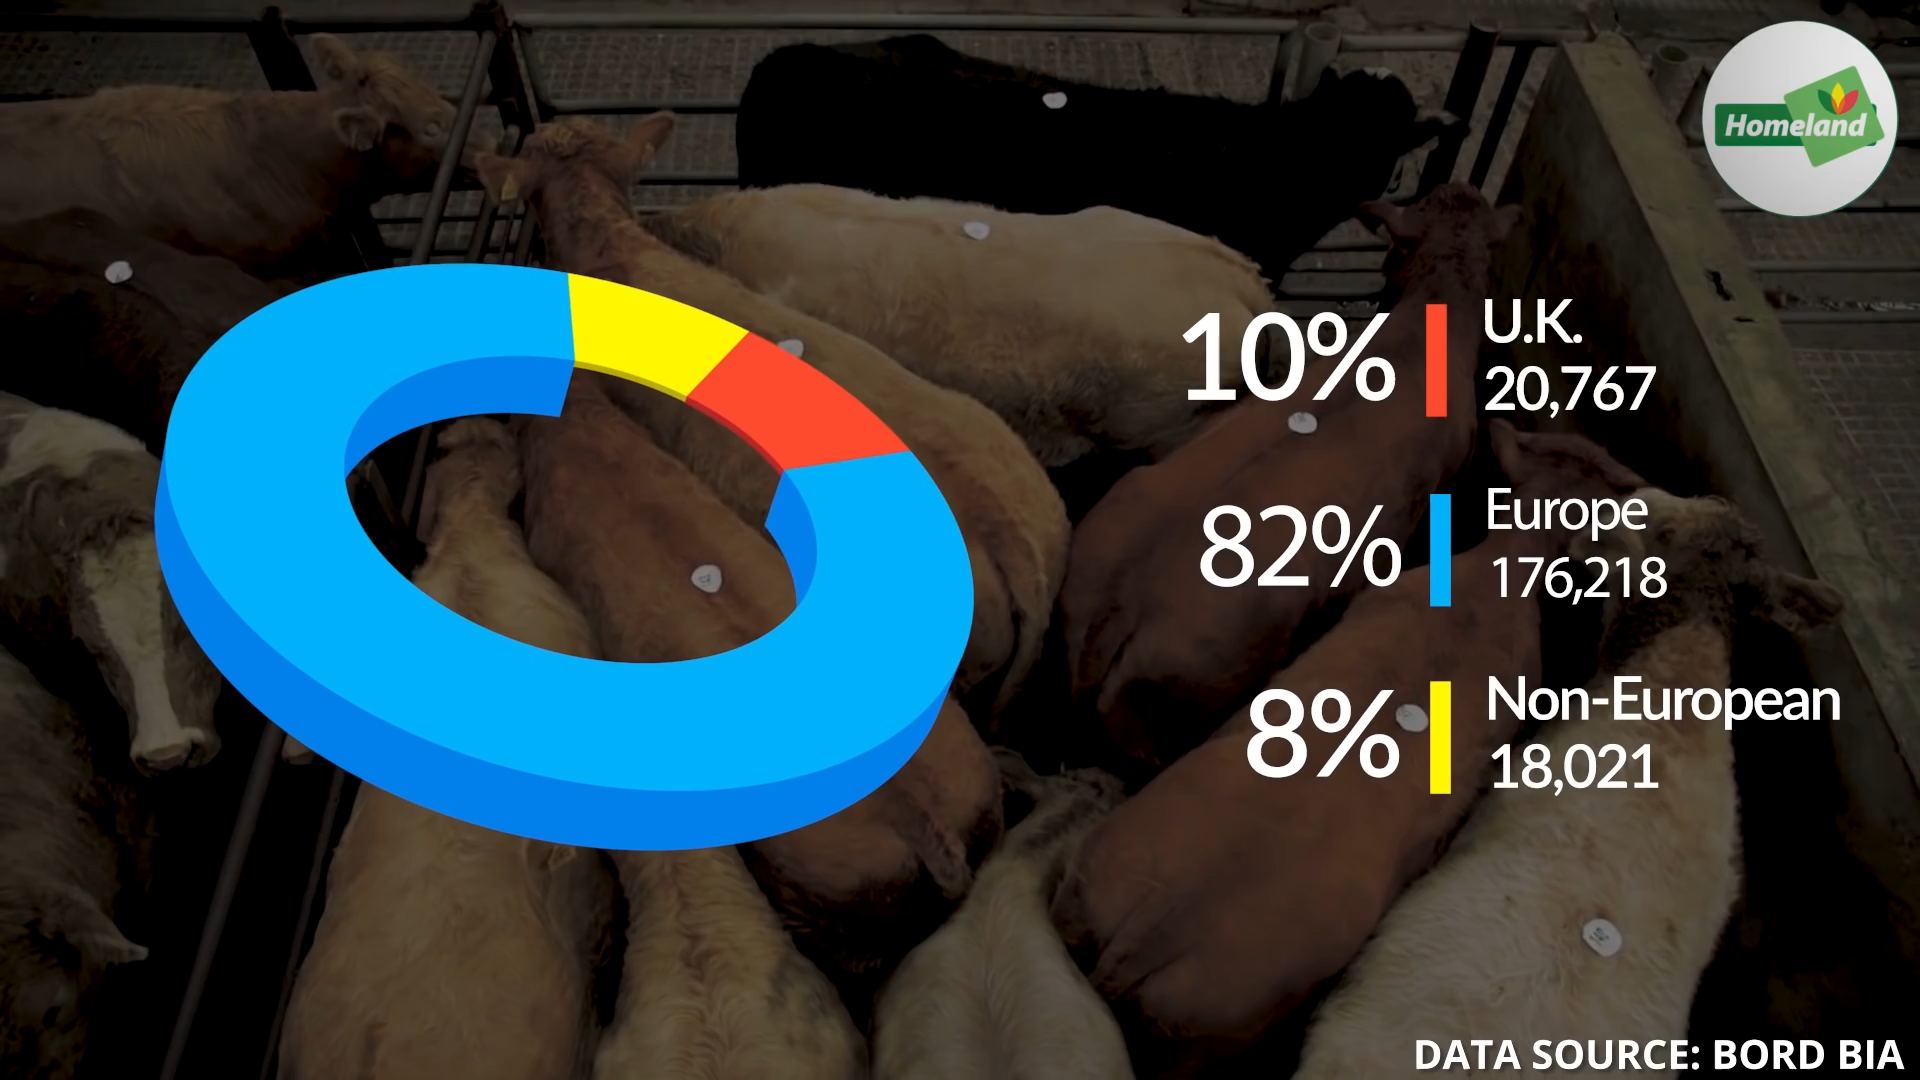 Homeland
10%
U.K.
20,767
82%
Europe
176,218
8%
Non-European
18,021
DATA SOURCE: BORD BIA